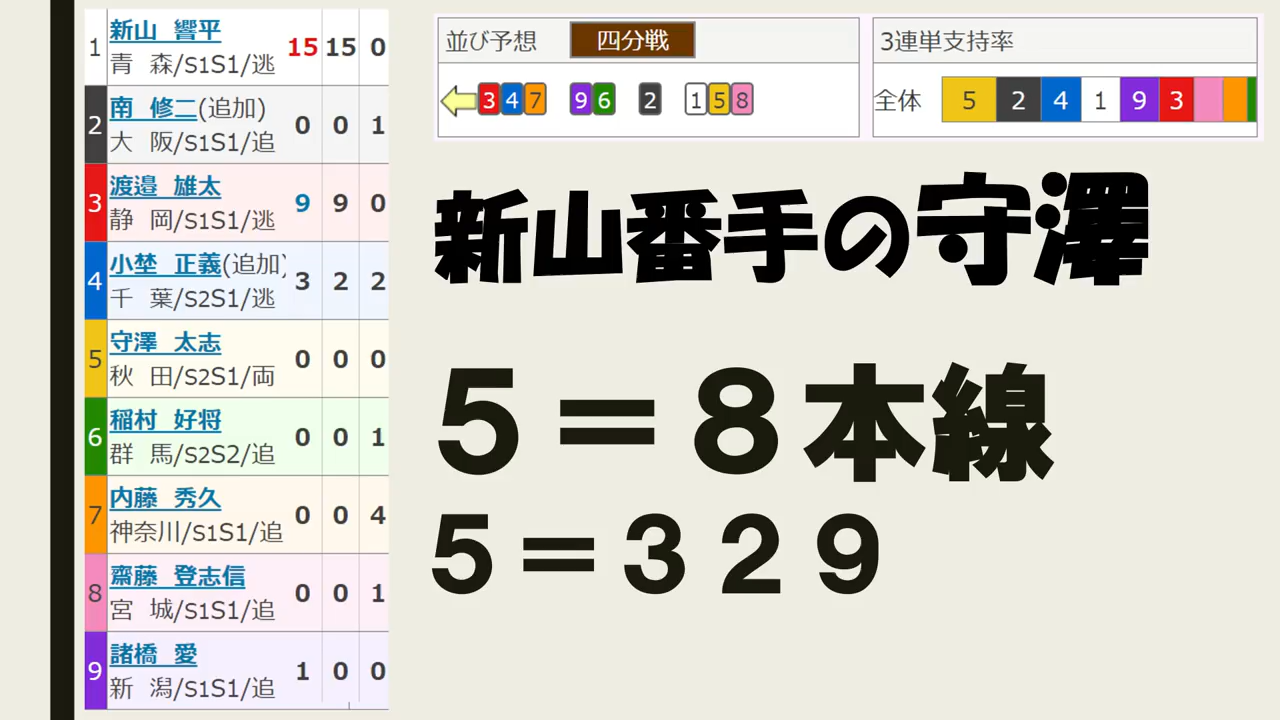 1 新山 響平 15 15 0
青 森/S1S1/逃
2 南 修二(追加) 0 0 1
大 阪/S1S1/追
3 渡邉 雄太 9 9 0
静 岡/S1S1/逃
4 小埜 正義(追加) 3 2 2
千 葉/S2S1/逃
5 守澤 太志 0 0 0
秋 田/S2S1/両
6 稲村 好将 0 0 1
群 馬/S2S2/追
7 内藤 秀久 0 0 4
神奈川/S1S1/追
8 齋藤 登志信 0 0 1
宮 城/S1S1/追
9 諸橋 愛 1 0 0
新 潟/S1S1/追
並び予想 四分戦
3 4 7 9 6 2 1 5 8
3連単支持率
全体 5 2 4 1 9 3
新山番手の守澤
5=8本線
5=329